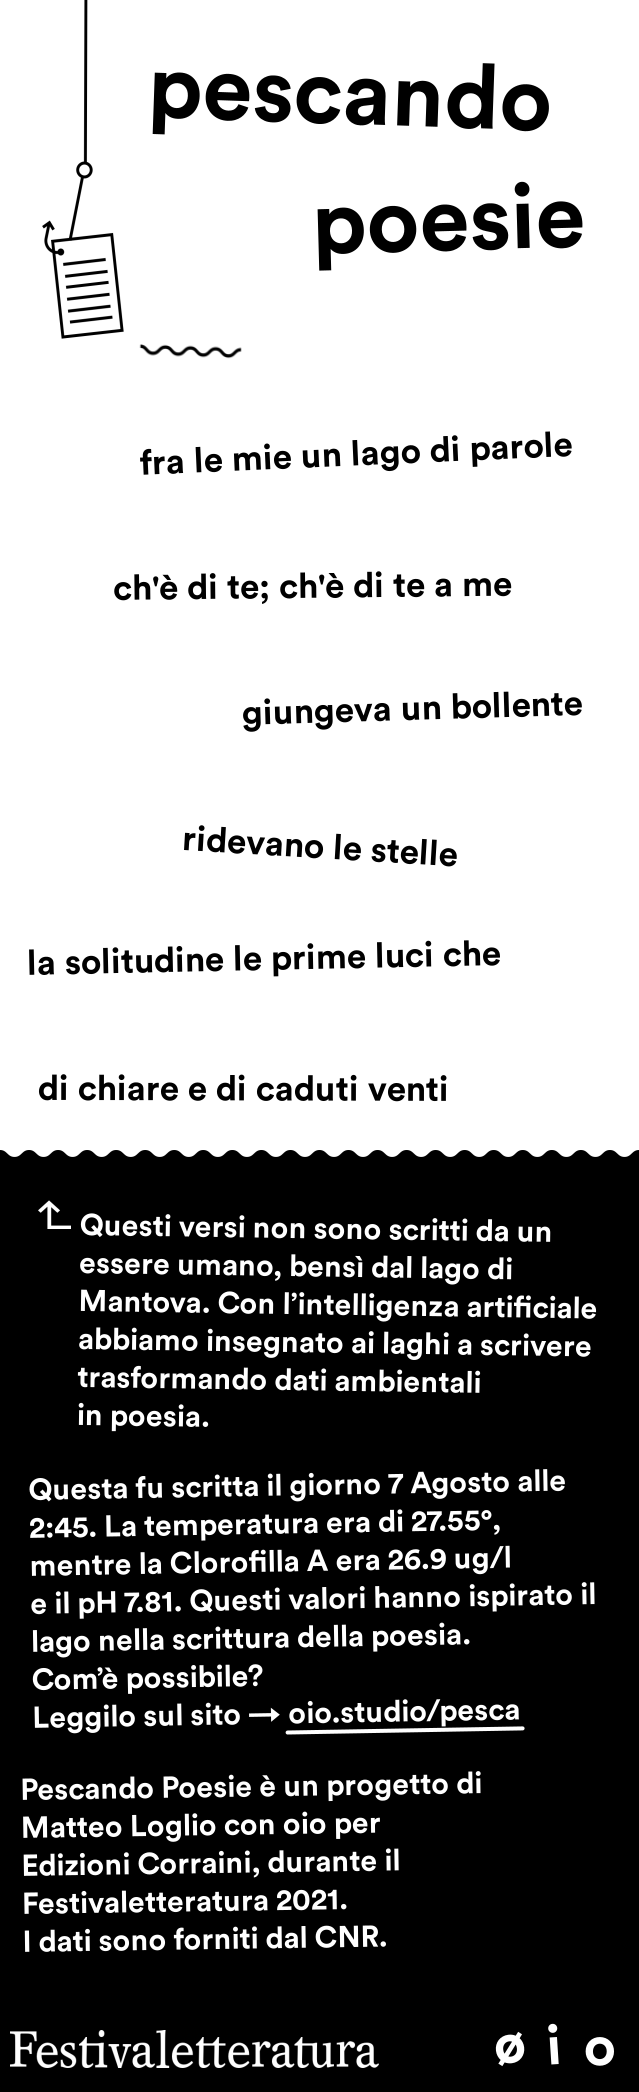 pescando
poesie
fra le mie un lago di parole
ch'è di te; ch'è di te a me
giungeva un bollente
ridevano le stelle
la solitudine le prime luci che
di chiare e di caduti venti
Questi versi non sono scritti da un
essere umano, bensì dal lago di
Mantova. Con l’intelligenza artificiale
abbiamo insegnato ai laghi a scrivere
trasformando dati ambientali
in poesia.
Questa fu scritta il giorno 7 Agosto alle
2:45. La temperatura era di 27.55°,
mentre la Clorofilla A era 26.9 ug/l
e il pH 7.81. Questi valori hanno ispirato il
lago nella scrittura della poesia.
Com’è possibile?
Leggilo sul sito → oio.studio/pesca
Pescando Poesie è un progetto di
Matteo Loglio con oio per
Edizioni Corraini, durante il
Festivaletteratura 2021.
I dati sono forniti dal CNR.
Festivaletteratura ø i o